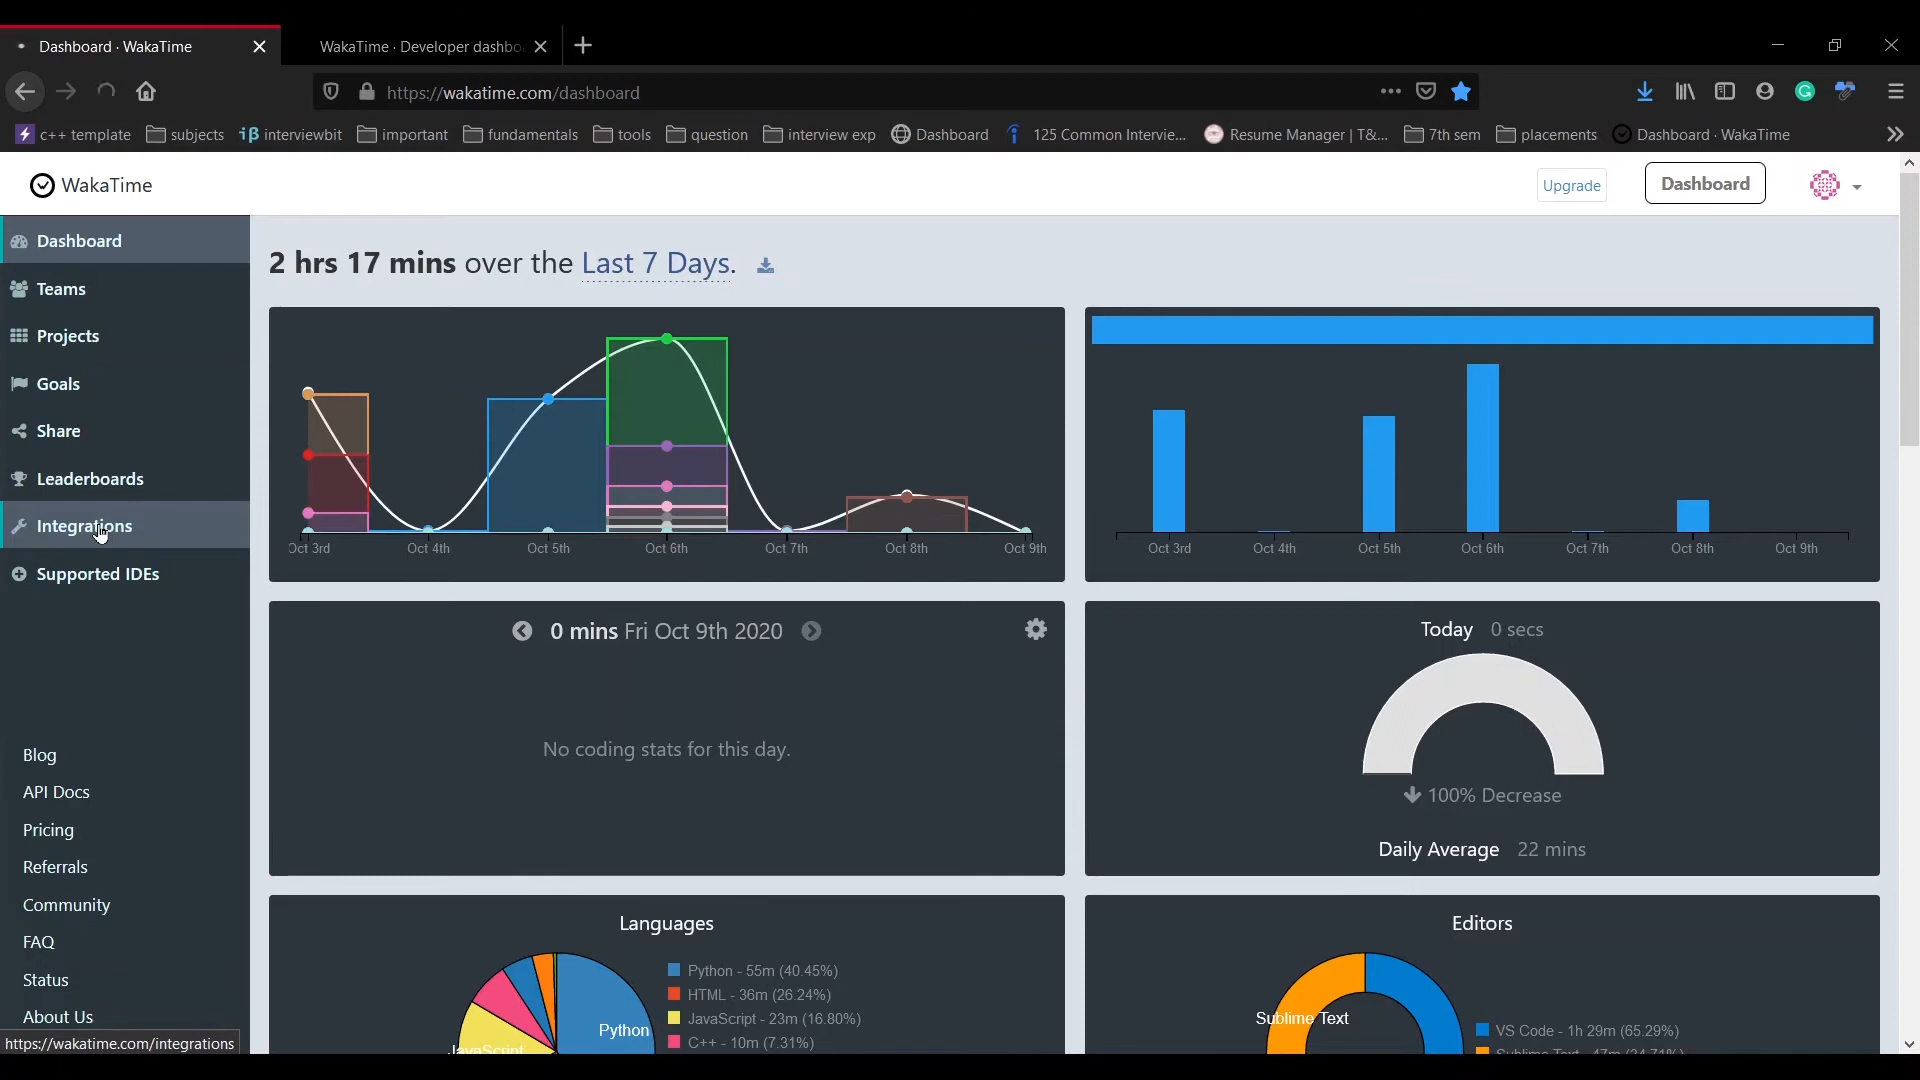 Dashboard · WakaTime
WakaTime · Developer dashbo
https://wakatime.com/dashboard
c++ template
subjects
iβ interviewbit
important
fundamentals
tools
question
interview exp
Dashboard
125 Common Intervie...
Resume Manager | T&...
7th sem
placements
Dashboard · WakaTime
WakaTime
Upgrade
Dashboard
Dashboard
Teams
Projects
Goals
Share
Leaderboards
Integrations
Supported IDEs
Blog
API Docs
Pricing
Referrals
Community
FAQ
Status
About Us
https://wakatime.com/integrations
2 hrs 17 mins over the Last 7 Days.
Oct 3rd Oct 4th Oct 5th Oct 6th Oct 7th Oct 8th Oct 9th
Oct 3rd Oct 4th Oct 5th Oct 6th Oct 7th Oct 8th Oct 9th
0 mins Fri Oct 9th 2020
No coding stats for this day.
Today 0 secs
100% Decrease
Daily Average 22 mins
Languages
Python
JavaScript
Python - 55m (40.45%)
HTML - 36m (26.24%)
JavaScript - 23m (16.80%)
C++ - 10m (7.31%)
Editors
Sublime Text
VS Code - 1h 29m (65.29%)
Sublime Text - 47m (34.71%)